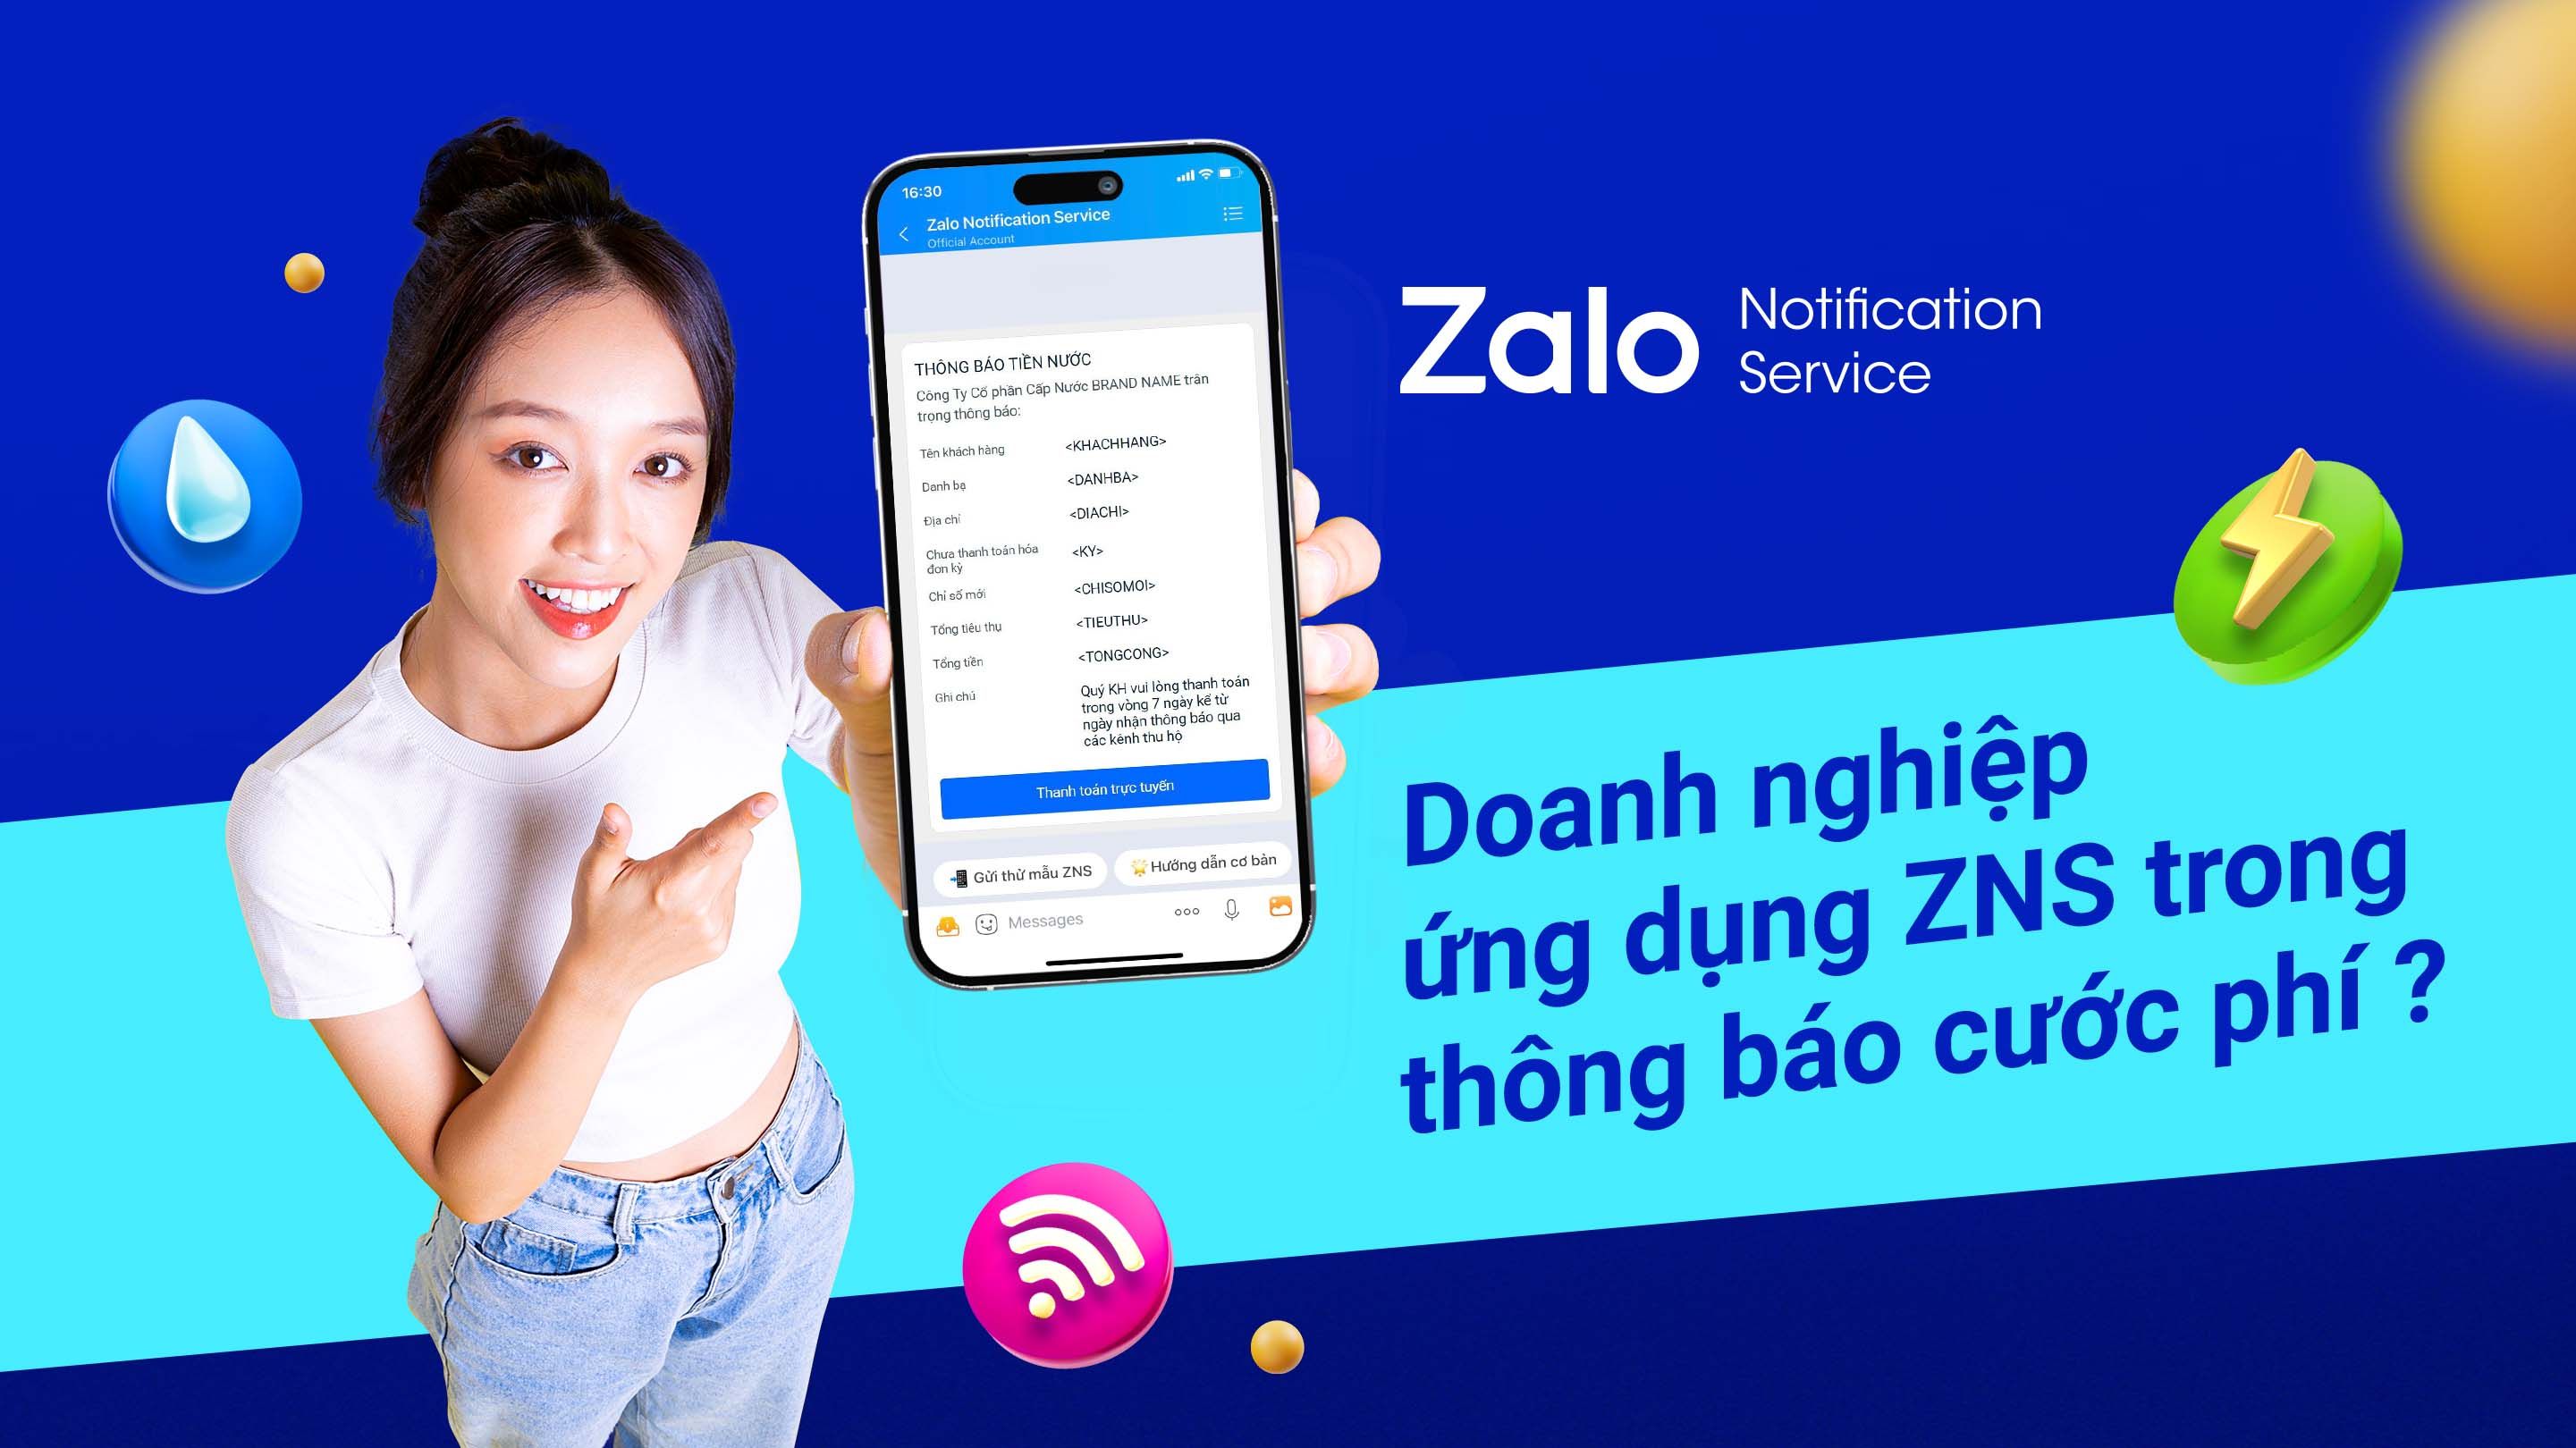 16:30
Zalo Notification Service
Official Account
THÔNG BÁO TIỀN NƯỚC
Công Ty Cổ phần Cấp Nước BRAND NAME trân
trọng thông báo:
Tên khách hàng <KHACHHANG>
Danh bạ <DANHBA>
Địa chỉ <DIACHI>
Chưa thanh toán hóa
đơn kỳ <KY>
Chỉ số mới <CHISOMOI>
Tổng tiêu thụ <TIEUTHU>
Tổng tiền <TONGCONG>
Ghi chú Quý KH vui lòng thanh toán
trong vòng 7 ngày kể từ
ngày nhận thông báo qua
các kênh thu hộ
Thanh toán trực tuyến
Gửi thử mẫu ZNS
Hướng dẫn cơ bản
Messages
Zalo Notification
Service
Doanh nghiệp
ứng dụng ZNS trong
thông báo cước phí ?